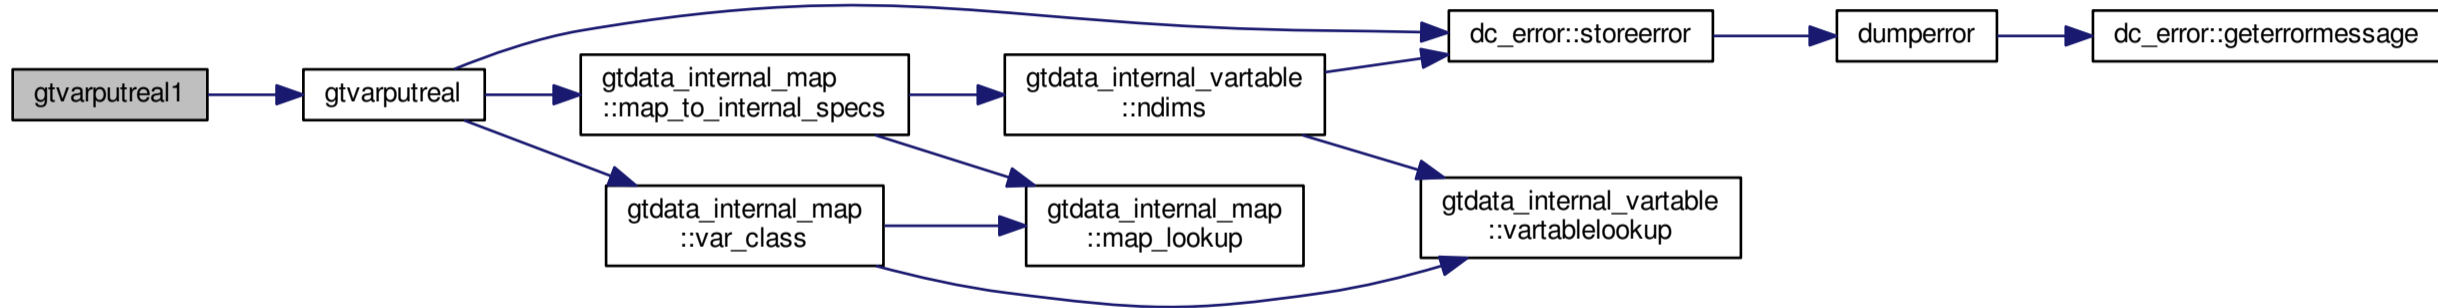 gtvarputreal1
gtvarputreal
gtdata_internal_map
::map_to_internal_specs
gtdata_internal_map
::var_class
gtdata_internal_vartable
::ndims
gtdata_internal_map
::map_lookup
dc_error::storeerror
gtdata_internal_vartable
::vartablelookup
dumperror
dc_error::geterrormessage